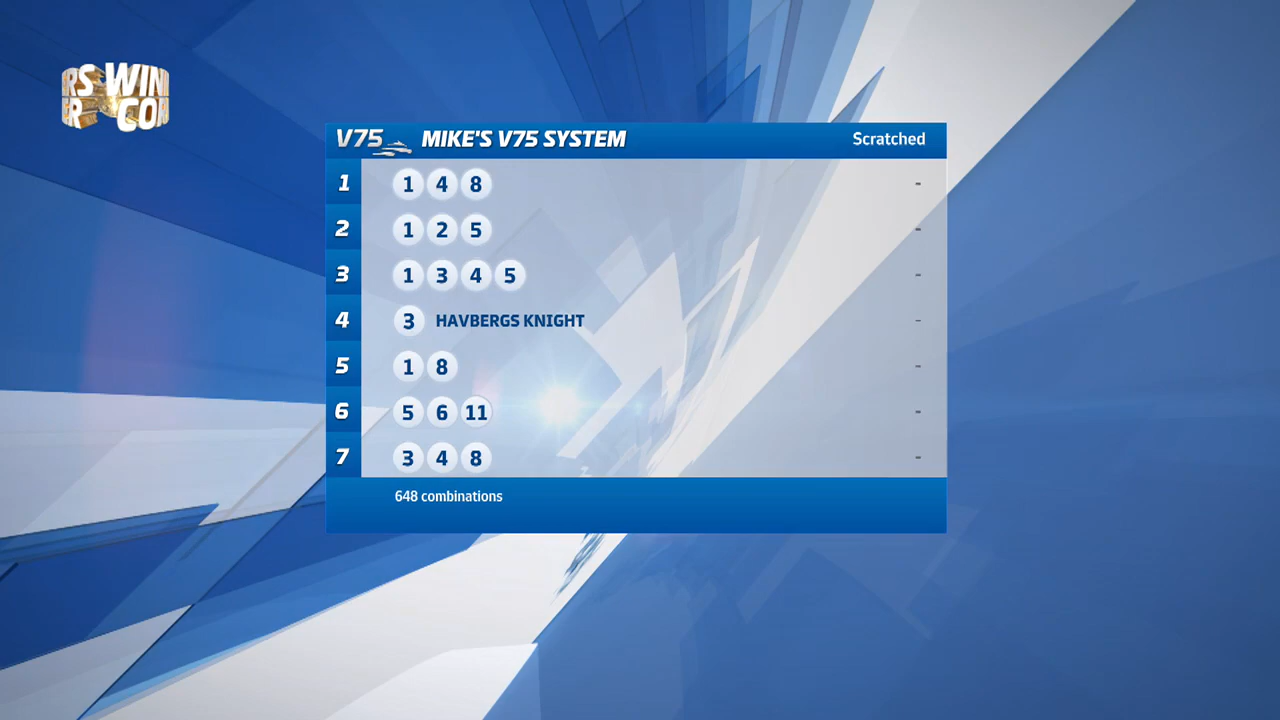 V75 MIKE'S V75 SYSTEM Scratched
1 1 4 8 -
2 1 2 5 -
3 1 3 4 5 -
4 3 HAVBERGS KNIGHT -
5 1 8 -
6 5 6 11 -
7 3 4 8 -
648 combinations